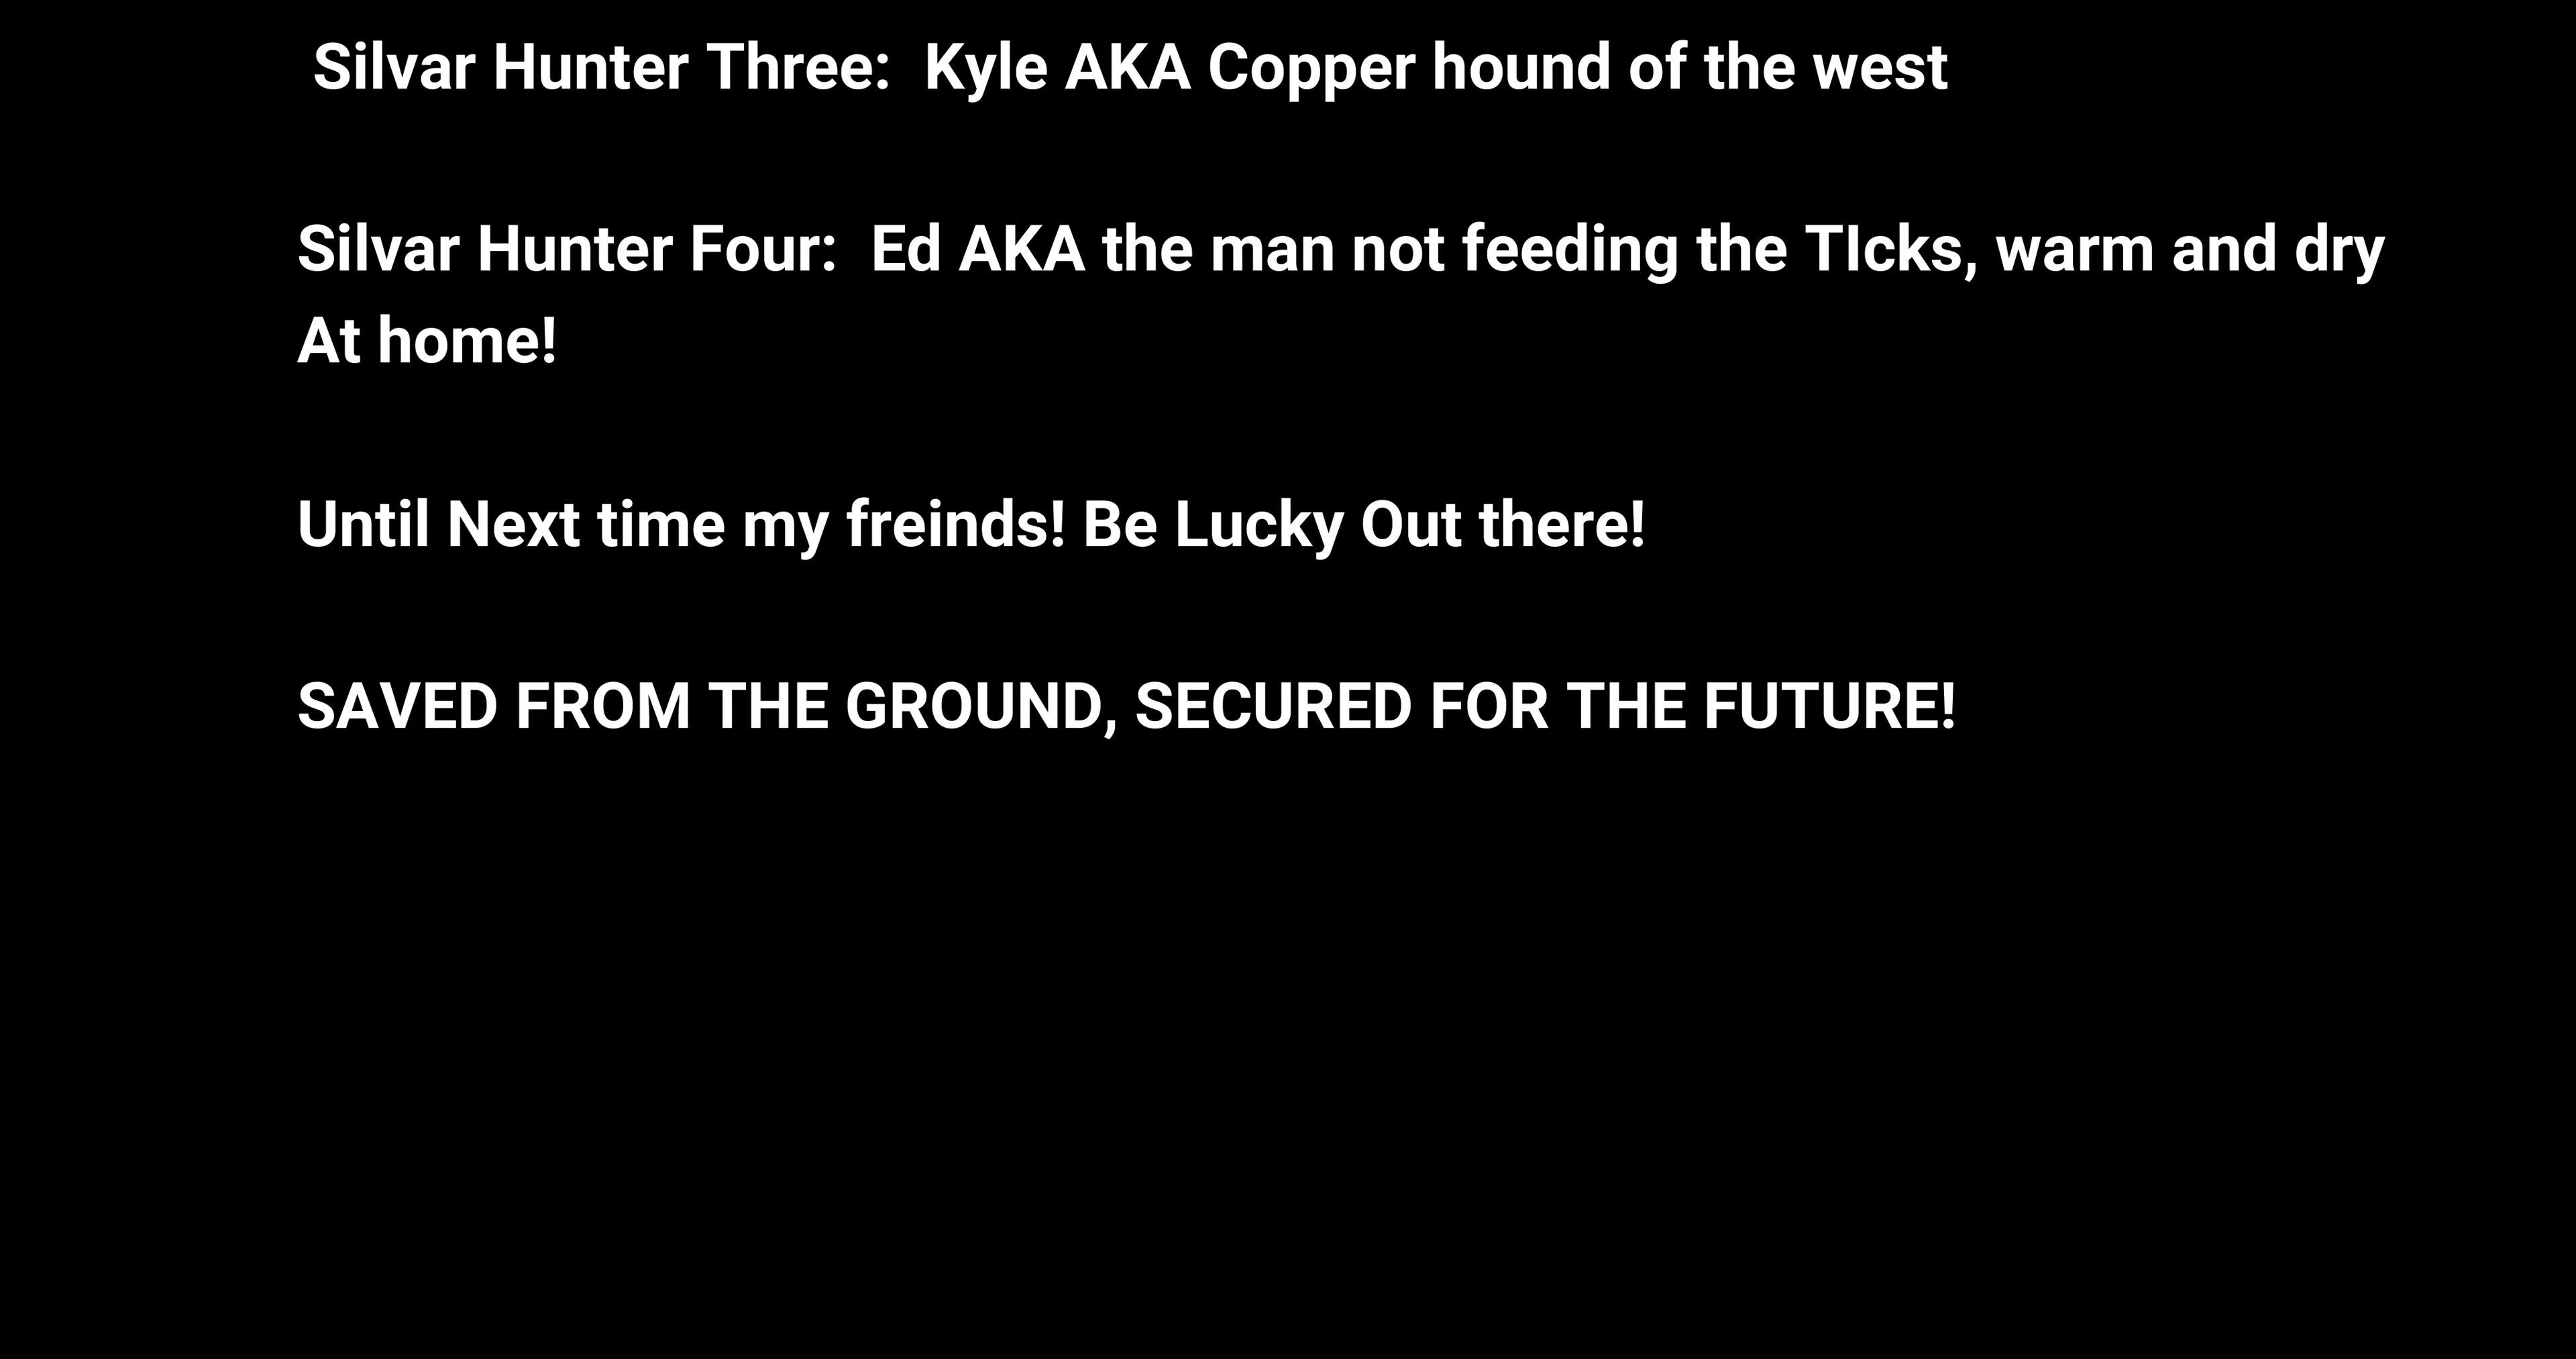 Silvar Hunter Three:  Kyle AKA Copper hound of the west
Silvar Hunter Four:  Ed AKA the man not feeding the TIcks, warm and dry
At home!
Until Next time my freinds! Be Lucky Out there!
SAVED FROM THE GROUND, SECURED FOR THE FUTURE!